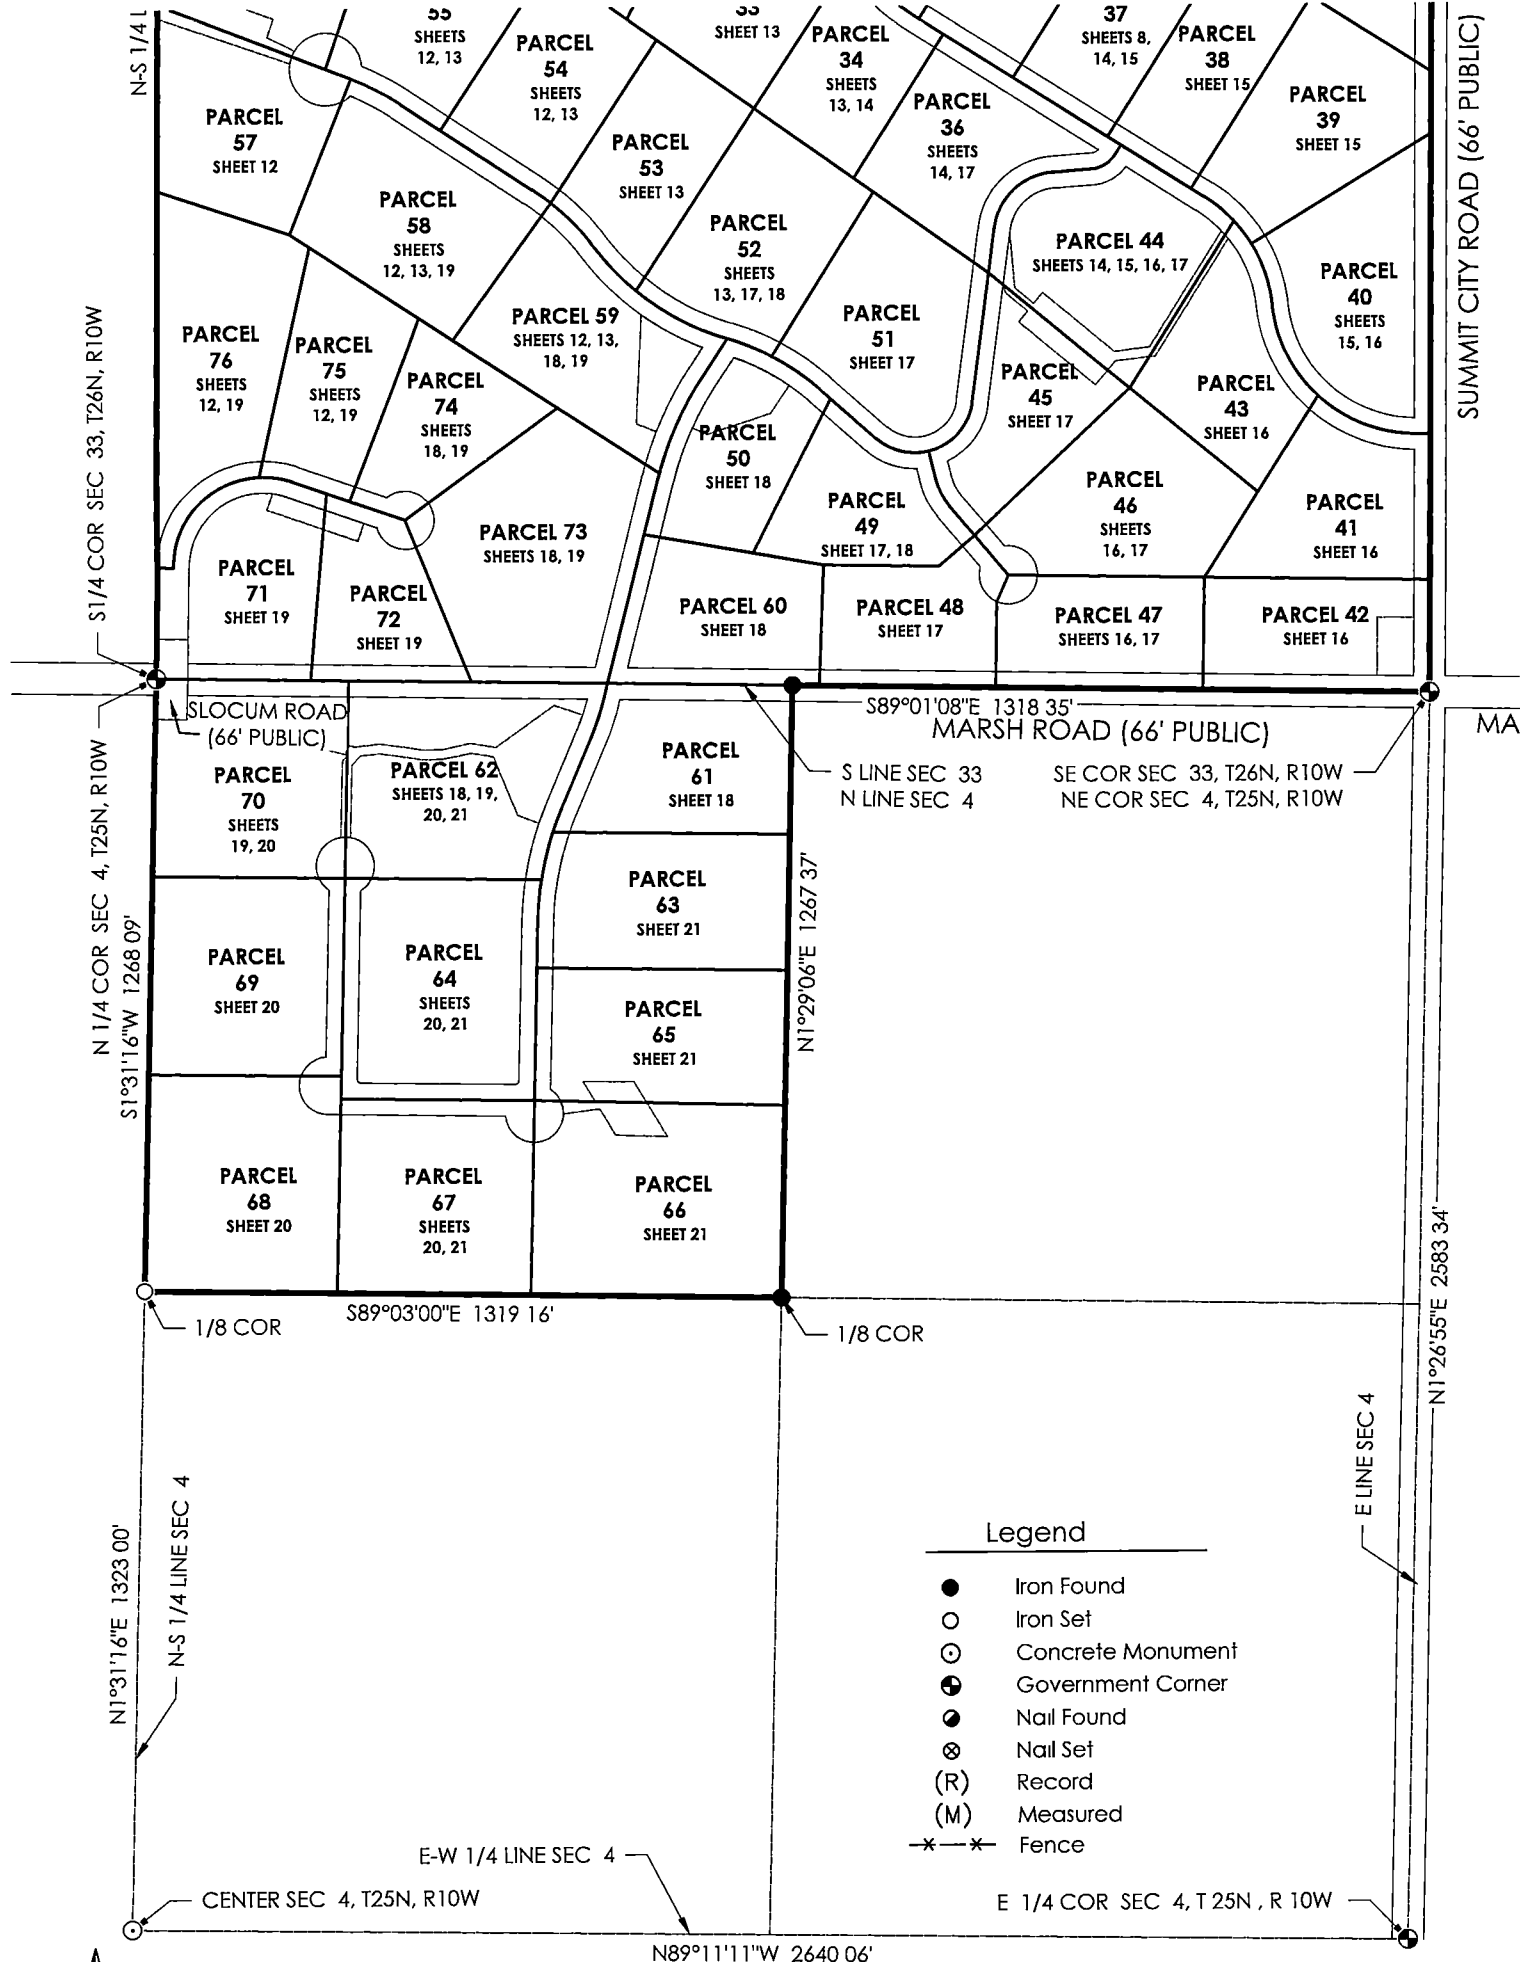 55
SHEETS
12, 13
PARCEL
54
SHEETS
12, 13
33
SHEET 13
PARCEL
34
SHEETS
13, 14
37
SHEETS 8,
14, 15
PARCEL
38
SHEET 15
PARCEL
39
SHEET 15
N-S 1/4 L
SUMMIT CITY ROAD (66' PUBLIC)
PARCEL
57
SHEET 12
PARCEL
36
SHEETS
14, 17
PARCEL
53
SHEET 13
PARCEL
58
SHEETS
12, 13, 19
PARCEL
52
SHEETS
13, 17, 18
PARCEL 44
SHEETS 14, 15, 16, 17
PARCEL
40
SHEETS
15, 16
PARCEL
51
SHEET 17
PARCEL 59
SHEETS 12, 13,
18, 19
PARCEL
76
SHEETS
12, 19
PARCEL
75
SHEETS
12, 19
PARCEL
74
SHEETS
18, 19
PARCEL
45
SHEET 17
PARCEL
43
SHEET 16
PARCEL
50
SHEET 18
PARCEL
49
SHEET 17, 18
PARCEL
46
SHEETS
16, 17
PARCEL
41
SHEET 16
PARCEL 73
SHEETS 18, 19
PARCEL
71
SHEET 19
PARCEL
72
SHEET 19
PARCEL 60
SHEET 18
PARCEL 48
SHEET 17
PARCEL 47
SHEETS 16, 17
PARCEL 42
SHEET 16
S1/4 COR SEC 33, T26N, R10W
N 1/4 COR SEC 4, T25N, R10W
SLOCUM ROAD
(66' PUBLIC)
S89°01'08"E 1318 35'
MARSH ROAD (66' PUBLIC)
MA
S LINE SEC 33
N LINE SEC 4
SE COR SEC 33, T26N, R10W
NE COR SEC 4, T25N, R10W
PARCEL
70
SHEETS
19, 20
PARCEL 62
SHEETS 18, 19,
20, 21
PARCEL
61
SHEET 18
PARCEL
63
SHEET 21
PARCEL
69
SHEET 20
PARCEL
64
SHEETS
20, 21
PARCEL
65
SHEET 21
S1°31'16"W 1268 09'
N1°29'06"E 1267 37'
PARCEL
68
SHEET 20
PARCEL
67
SHEETS
20, 21
PARCEL
66
SHEET 21
S89°03'00"E 1319 16'
1/8 COR
1/8 COR
N1°26'55"E 2583 34'
E LINE SEC 4
N1°31'16"E 1323 00'
N-S 1/4 LINE SEC 4
Legend
Iron Found
Iron Set
Concrete Monument
Government Corner
Nail Found
Nail Set
(R) Record
(M) Measured
Fence
E-W 1/4 LINE SEC 4
CENTER SEC 4, T25N, R10W
E 1/4 COR SEC 4, T 25N , R 10W
N89°11'11"W 2640 06'